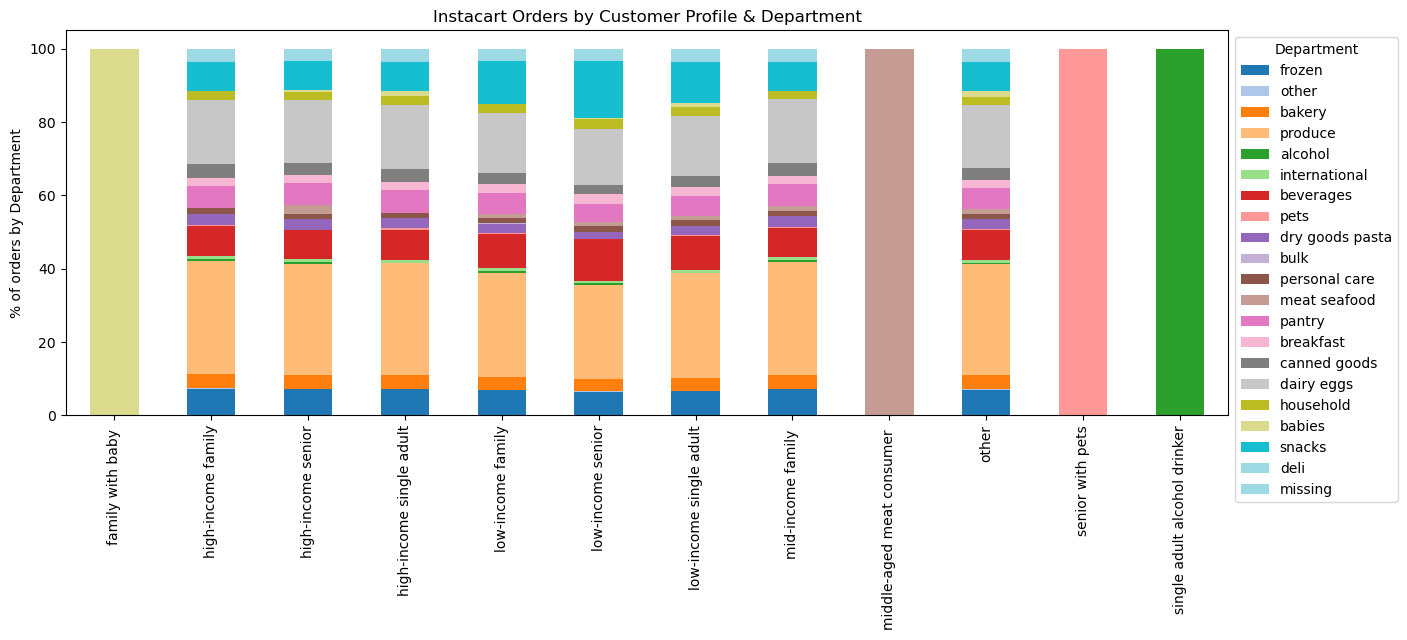 Instacart Orders by Customer Profile & Department
% of orders by Department
100
80
60
40
20
0
family with baby
high-income family
high-income senior
high-income single adult
low-income family
low-income senior
low-income single adult
mid-income family
middle-aged meat consumer
other
senior with pets
single adult alcohol drinker
Department
frozen
other
bakery
produce
alcohol
international
beverages
pets
dry goods pasta
bulk
personal care
meat seafood
pantry
breakfast
canned goods
dairy eggs
household
babies
snacks
deli
missing